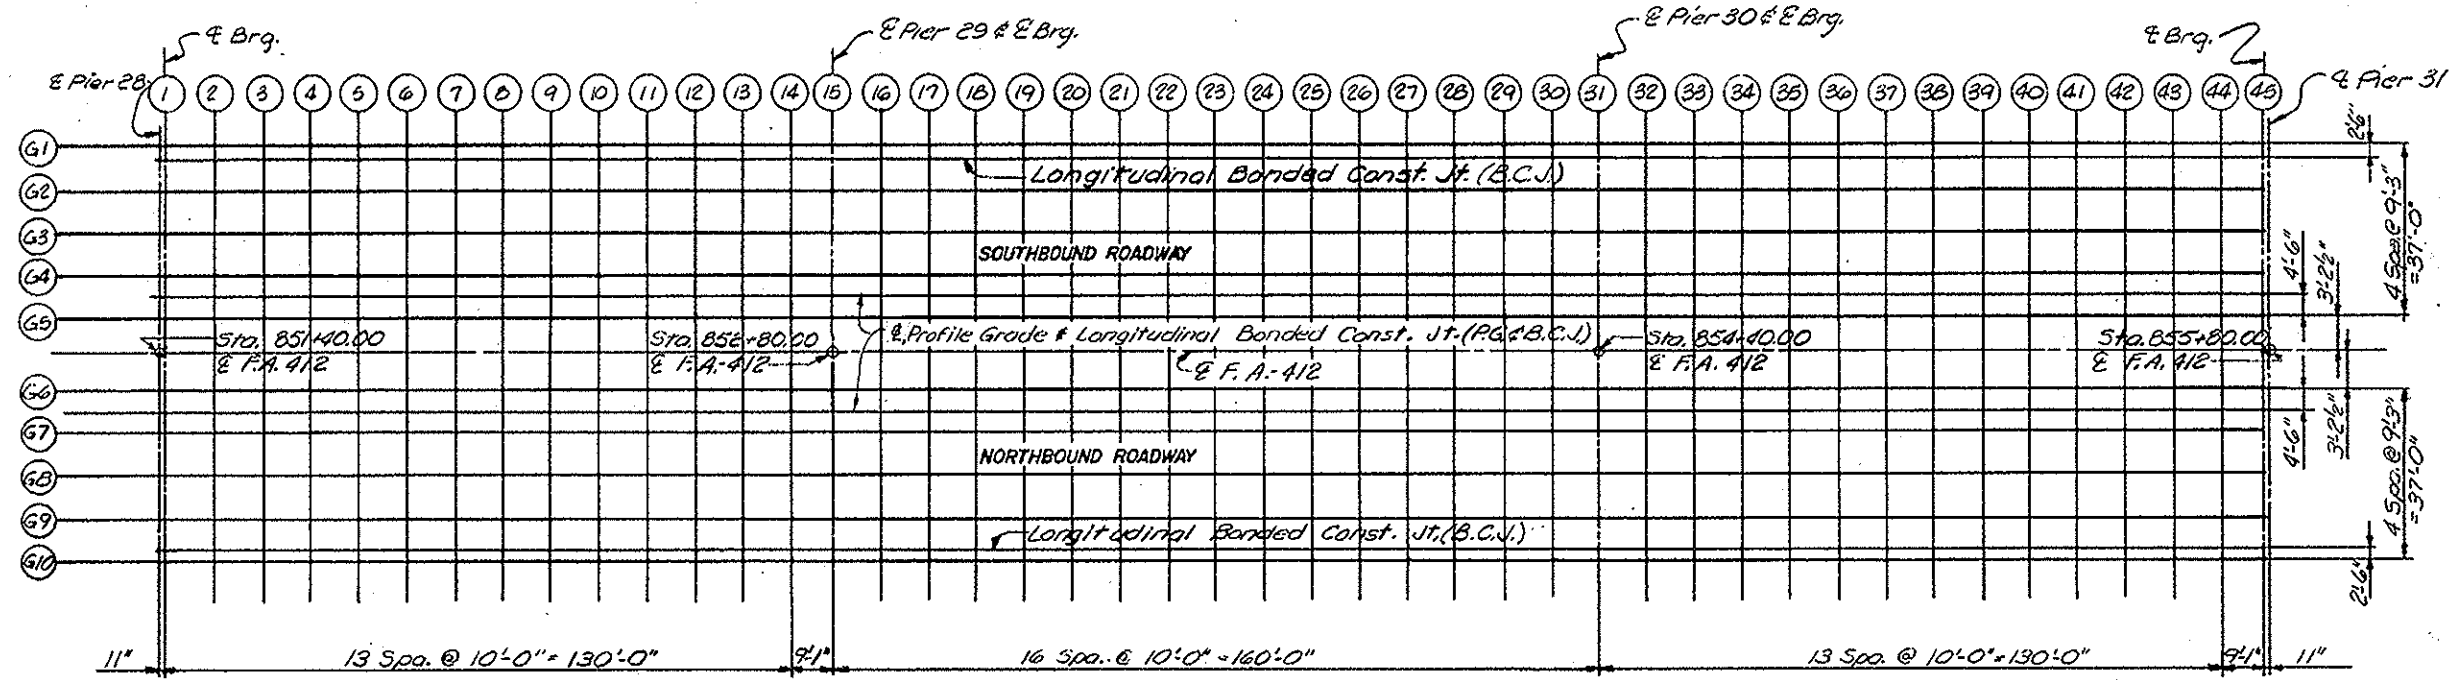 ℄ Brg.
℄ Pier 29 & ℄ Brg.
℄ Pier 30 & ℄ Brg.
℄ Brg.
℄ Pier 28
℄ Pier 31
1 2 3 4 5 6 7 8 9 10 11 12 13 14 15 16 17 18 19 20 21 22 23 24 25 26 27 28 29 30 31 32 33 34 35 36 37 38 39 40 41 42 43 44 45
G1
2'-6"
Longitudinal Bonded Const. Jt. (B.C.J.)
G2
4 Spa. @ 9'-3"
= 37'-0"
G3
SOUTHBOUND ROADWAY
G4
4'-6"
3'-2½"
G5
Sta. 851+40.00
℄ F.A. 412
Sta. 852+80.00
℄ F.A.-412
℄ Profile Grade & Longitudinal Bonded Const. Jt. (P.G. & B.C.J.)
℄ F.A.-412
Sta. 854+40.00
℄ F.A. 412
Sta. 855+80.00
℄ F.A. 412
G6
G7
4'-6"
3'-2½"
4 Spa. @ 9'-3"
= 37'-0"
NORTHBOUND ROADWAY
G8
G9
Longitudinal Bonded Const. Jt. (B.C.J.)
G10
2'-6"
11"
13 Spa. @ 10'-0" = 130'-0"
9'-1"
16 Spa. @ 10'-0" = 160'-0"
13 Spa. @ 10'-0" = 130'-0"
9'-1"
11"